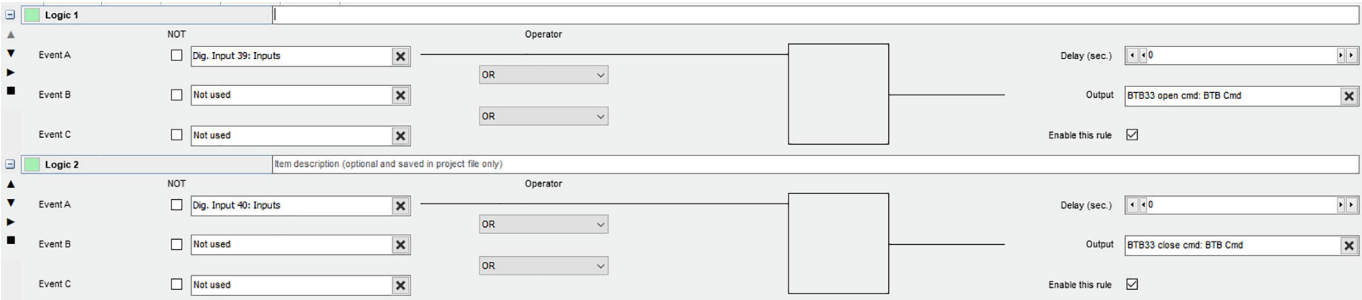 Logic 1
NOT Operator
Event A Dig. Input 39: Inputs Delay (sec.) 0
OR
Event B Not used Output BTB33 open cmd: BTB Cmd
OR
Event C Not used Enable this rule
Logic 2 Item description (optional and saved in project file only)
NOT Operator
Event A Dig. Input 40: Inputs Delay (sec.) 0
OR
Event B Not used Output BTB33 close cmd: BTB Cmd
OR
Event C Not used Enable this rule